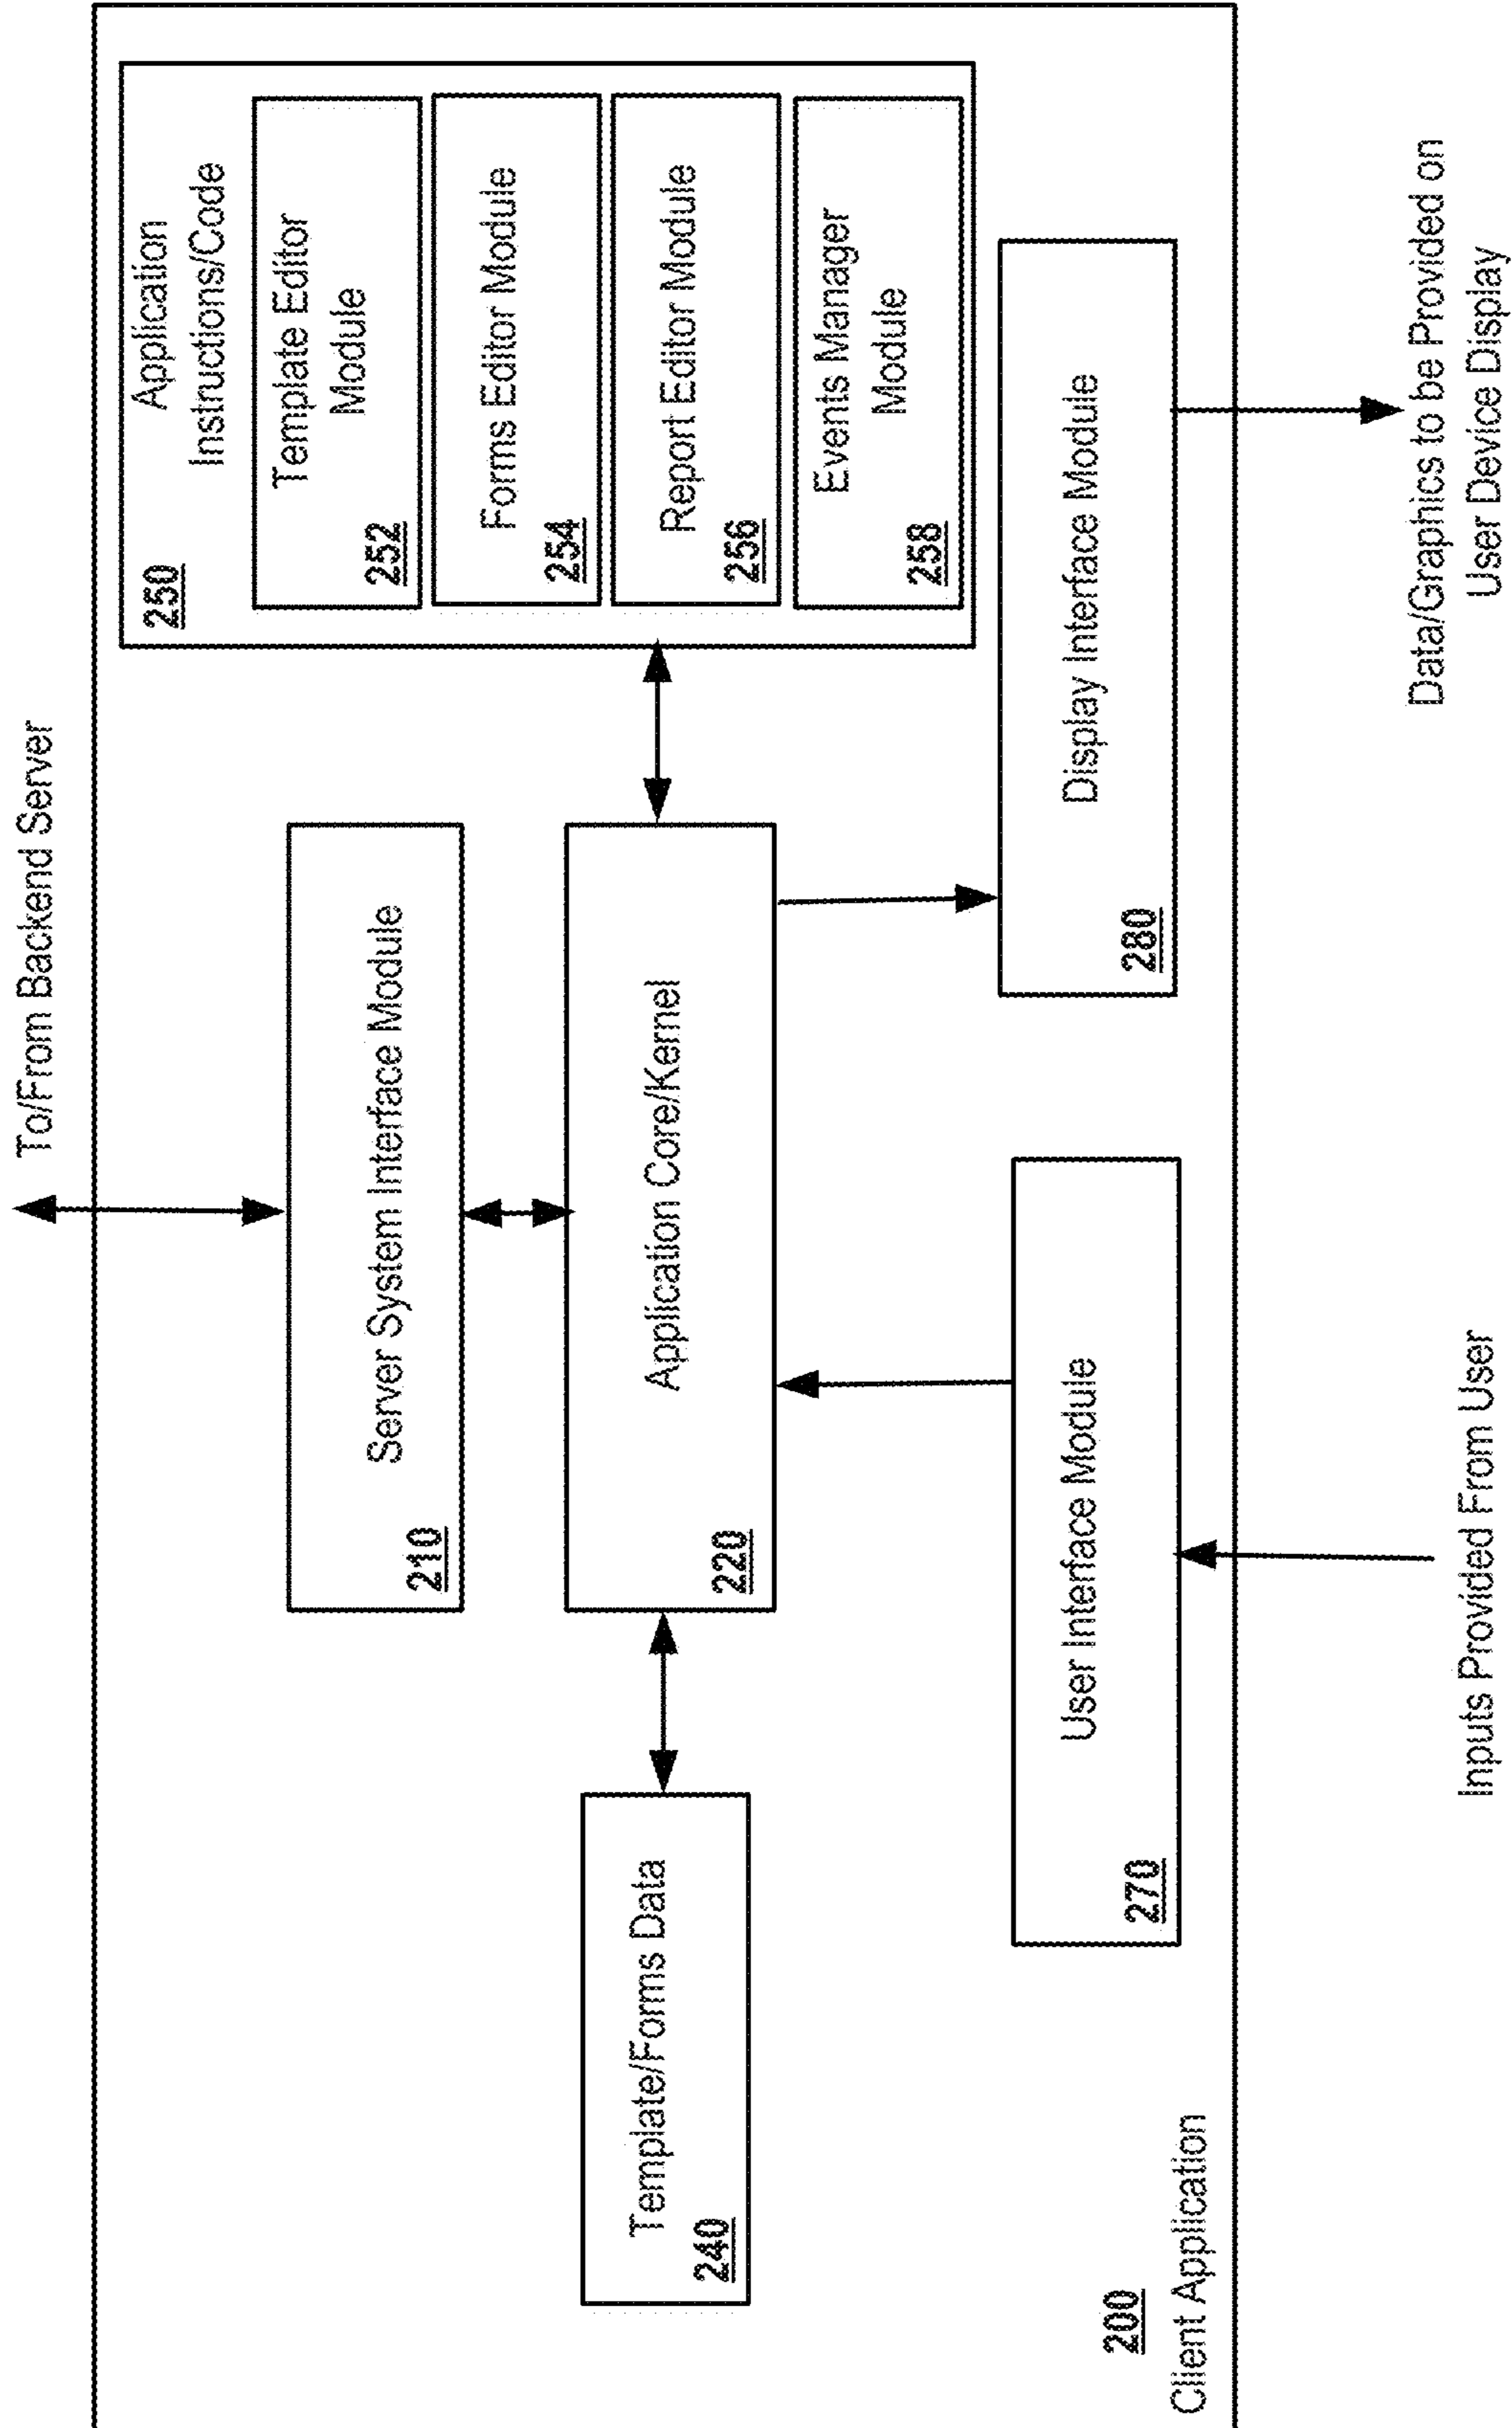 To/From Backend Server
Server System Interface Module
210
Application
Instructions/Code
250
Template Editor
Module
252
Forms Editor Module
254
Report Editor Module
256
Events Manager
Module
258
Application Core/Kernel
220
Template/Forms Data
240
User Interface Module
270
Display Interface Module
280
200
Client Application
Inputs Provided From User
Data/Graphics to be Provided on
User Device Display